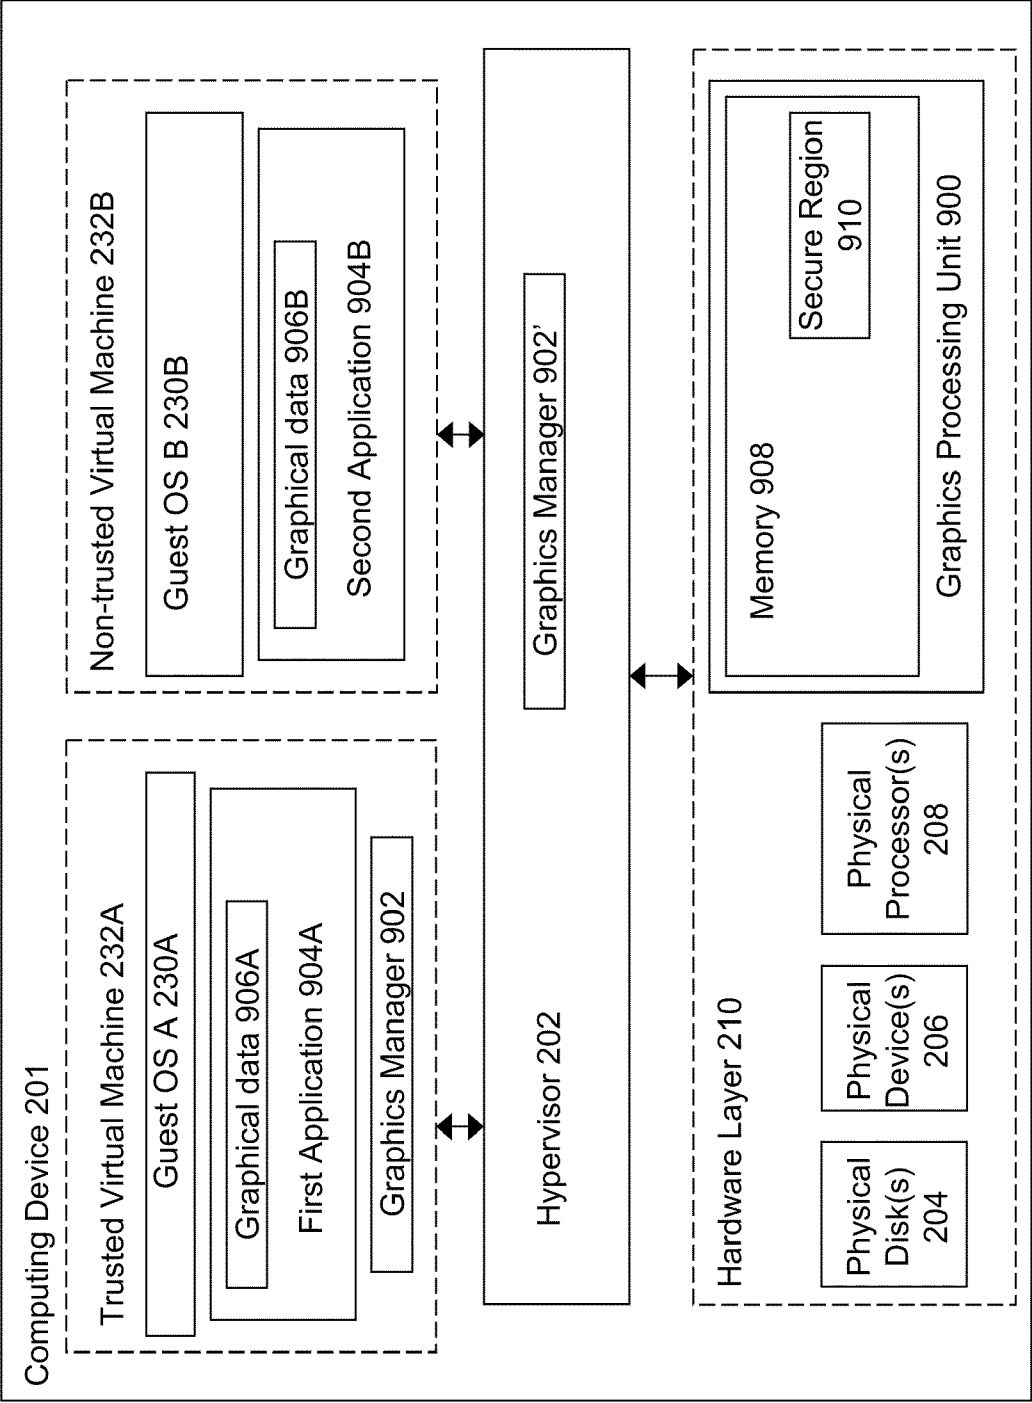 Computing Device 201
Trusted Virtual Machine 232A
Guest OS A 230A
Graphical data 906A
First Application 904A
Graphics Manager 902
Non-trusted Virtual Machine 232B
Guest OS B 230B
Graphical data 906B
Second Application 904B
Hypervisor 202
Graphics Manager 902’
Hardware Layer 210
Physical
Disk(s)
204
Physical
Device(s)
206
Physical
Processor(s)
208
Memory 908
Secure Region
910
Graphics Processing Unit 900